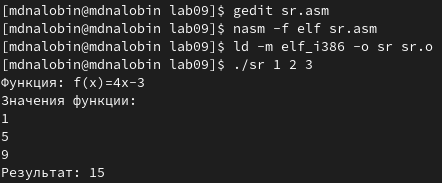 [mdnalobin@mdnalobin lab09]$ gedit sr.asm
[mdnalobin@mdnalobin lab09]$ nasm -f elf sr.asm
[mdnalobin@mdnalobin lab09]$ ld -m elf_i386 -o sr sr.o
[mdnalobin@mdnalobin lab09]$ ./sr 1 2 3
Функция: f(x)=4x-3
Значения функции:
1
5
9
Результат: 15